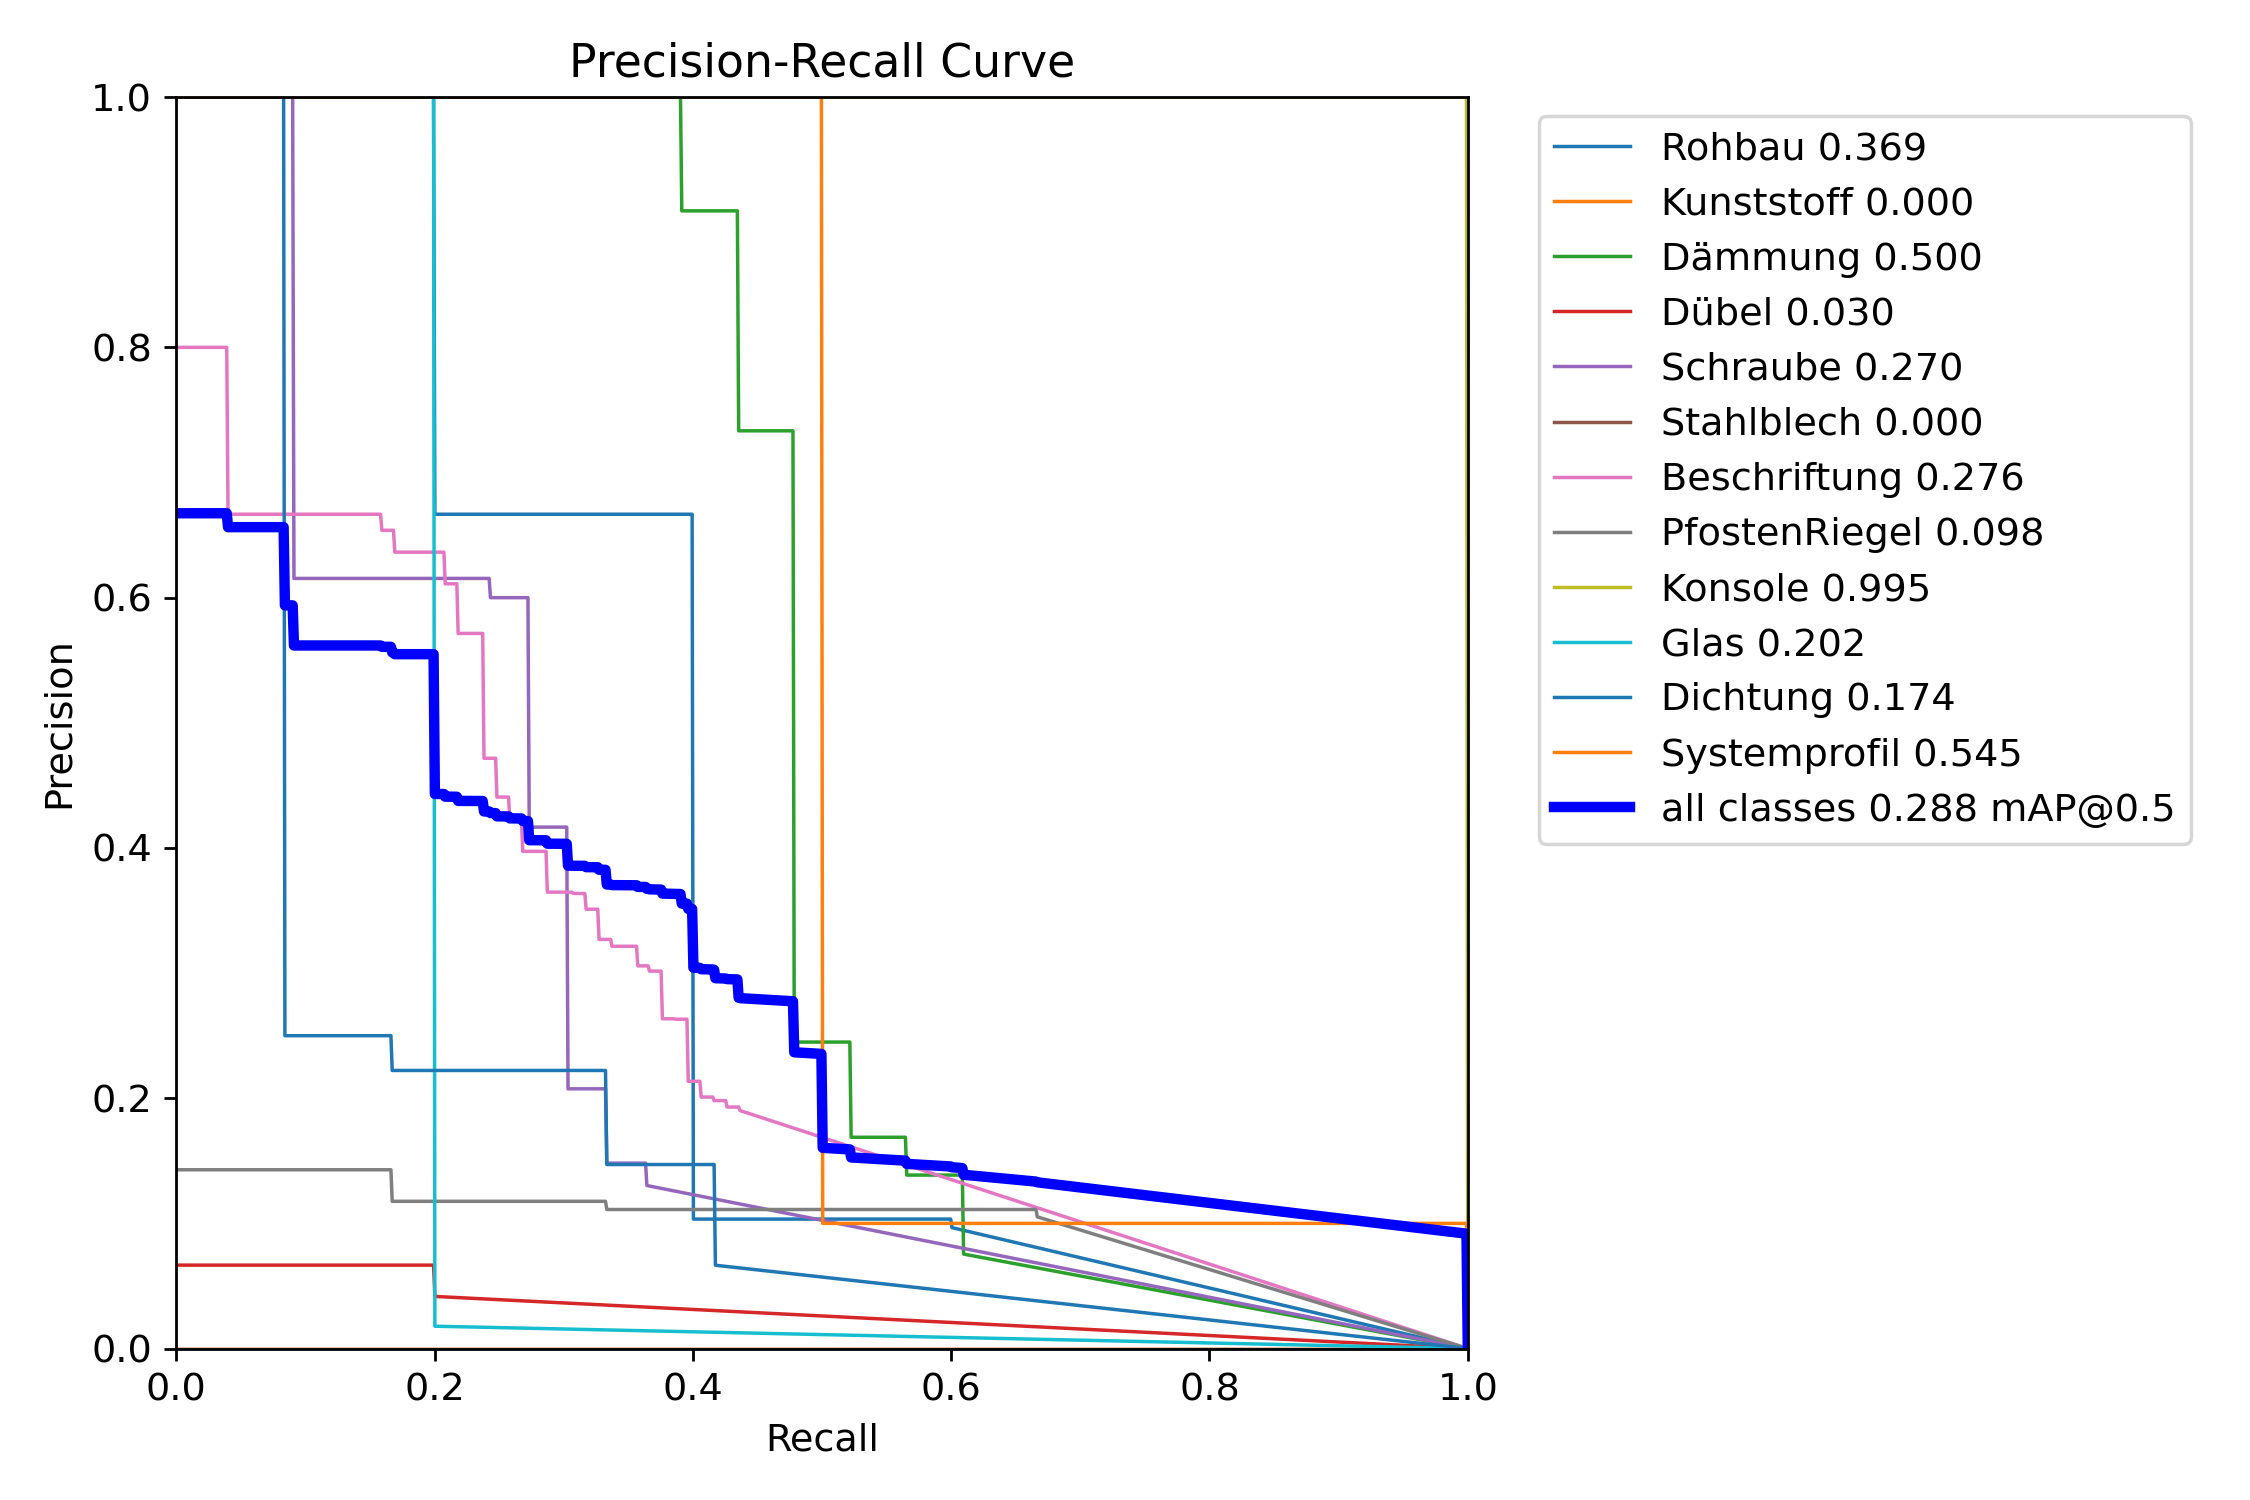 Precision-Recall Curve
1.0
0.8
0.6
0.4
0.2
0.0
Precision
0.0 0.2 0.4 0.6 0.8 1.0
Recall
Rohbau 0.369
Kunststoff 0.000
Dämmung 0.500
Dübel 0.030
Schraube 0.270
Stahlblech 0.000
Beschriftung 0.276
PfostenRiegel 0.098
Konsole 0.995
Glas 0.202
Dichtung 0.174
Systemprofil 0.545
all classes 0.288 mAP@0.5